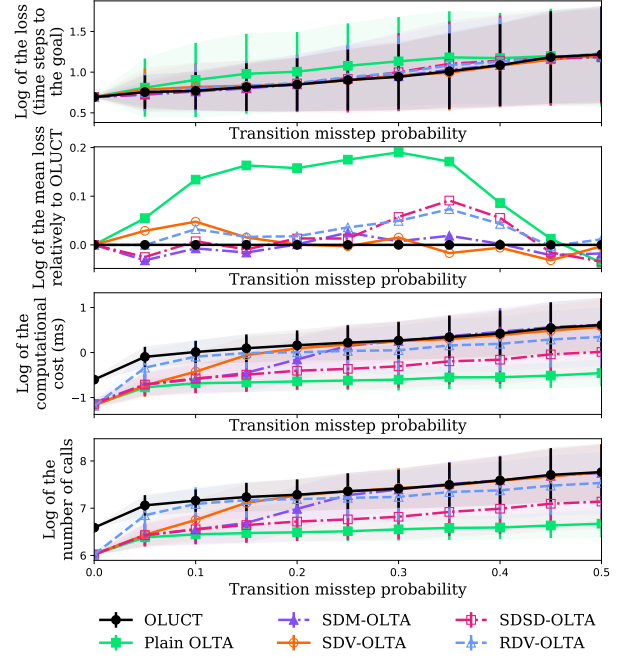 Log of the loss
(time steps to
the goal)
1.5
1.0
0.5
Transition misstep probability
Log of the mean loss
relatively to OLUCT
0.2
0.1
0.0
Transition misstep probability
Log of the
computational
cost (ms)
1
0
−1
Transition misstep probability
Log of the
number of calls
8
7
6
0.0 0.1 0.2 0.3 0.4 0.5
Transition misstep probability
OLUCT SDM-OLTA SDSD-OLTA
Plain OLTA SDV-OLTA RDV-OLTA